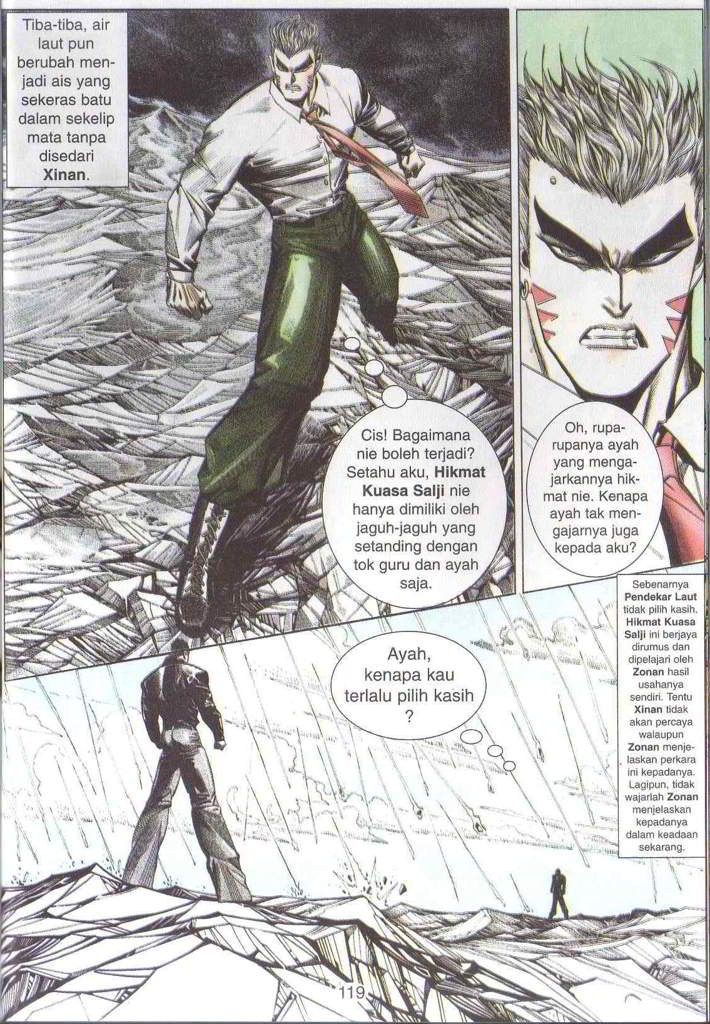 Tiba-tiba, air
laut pun
berubah men-
jadi ais yang
sekeras batu
dalam sekelip
mata tanpa
disedari
Xinan.
Cis! Bagaimana
nie boleh terjadi?
Setahu aku, Hikmat
Kuasa Salji nie
hanya dimiliki oleh
jaguh-jaguh yang
setanding dengan
tok guru dan ayah
saja.
Oh, rupa-
rupanya ayah
yang menga-
jarkannya hik-
mat nie. Kenapa
ayah tak men-
gajarnya juga
kepada aku?
Ayah,
kenapa kau
terlalu pilih kasih
?
Sebenarnya
Pendekar Laut
tidak pilih kasih.
Hikmat Kuasa
Salji ini berjaya
dirumus dan
dipelajari oleh
Zonan hasil
usahanya
sendiri. Tentu
Xinan tidak
akan percaya
walaupun
Zonan menje-
laskan perkara
ini kepadanya.
Lagipun, tidak
wajarlah Zonan
menjelaskan
kepadanya
dalam keadaan
sekarang.
119